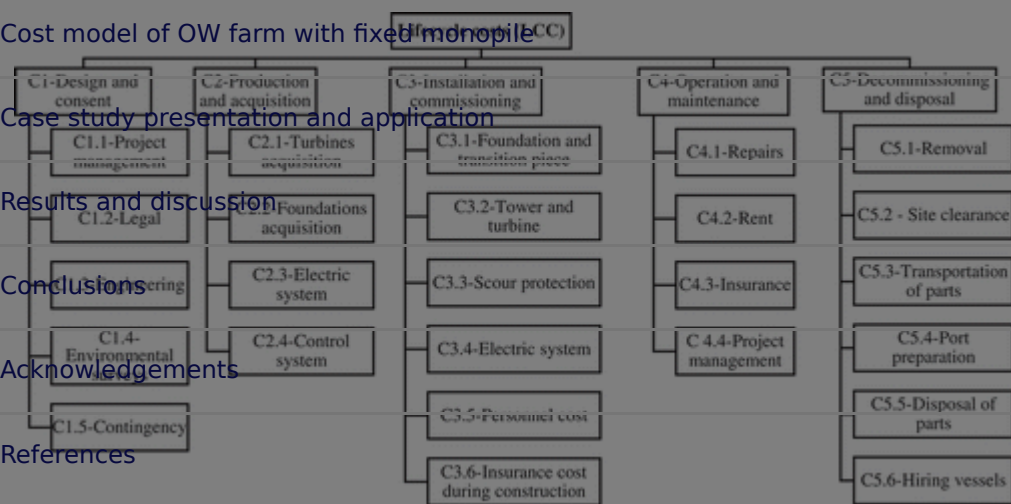 Cost model of OW farm with fixed monopile
Lifecycle costs (LCC)
C1-Design and
consent
C2-Production
and acquisition
C3-Installation and
commissioning
C4-Operation and
maintenance
C5-Decommissioning
and disposal
Case study presentation and application
C1.1-Project
management
C2.1-Turbines
acquisition
C3.1-Foundation and
transition piece
C4.1-Repairs
C5.1-Removal
Results and discussion
C1.2-Legal
C2.2-Foundations
acquisition
C3.2-Tower and
turbine
C4.2-Rent
C5.2 - Site clearance
Conclusions
C1.3-Engineering
C2.3-Electric
system
C3.3-Scour protection
C4.3-Insurance
C5.3-Transportation
of parts
C1.4-
Environmental
surveys
C2.4-Control
system
C3.4-Electric system
C 4.4-Project
management
C5.4-Port
preparation
Acknowledgements
C1.5-Contingency
C3.5-Personnel cost
C5.5-Disposal of
parts
References
C3.6-Insurance cost
during construction
C5.6-Hiring vessels